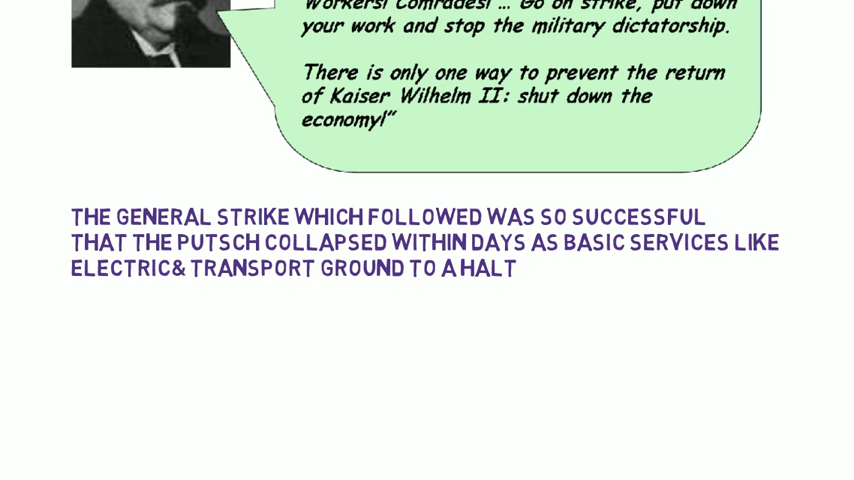 Workers! Comrades! ... Go on strike, put down
your work and stop the military dictatorship.
There is only one way to prevent the return
of Kaiser Wilhelm II: shut down the
economy!”
THE GENERAL STRIKE WHICH FOLLOWED WAS SO SUCCESSFUL
THAT THE PUTSCH COLLAPSED WITHIN DAYS AS BASIC SERVICES LIKE
ELECTRIC& TRANSPORT GROUND TO A HALT